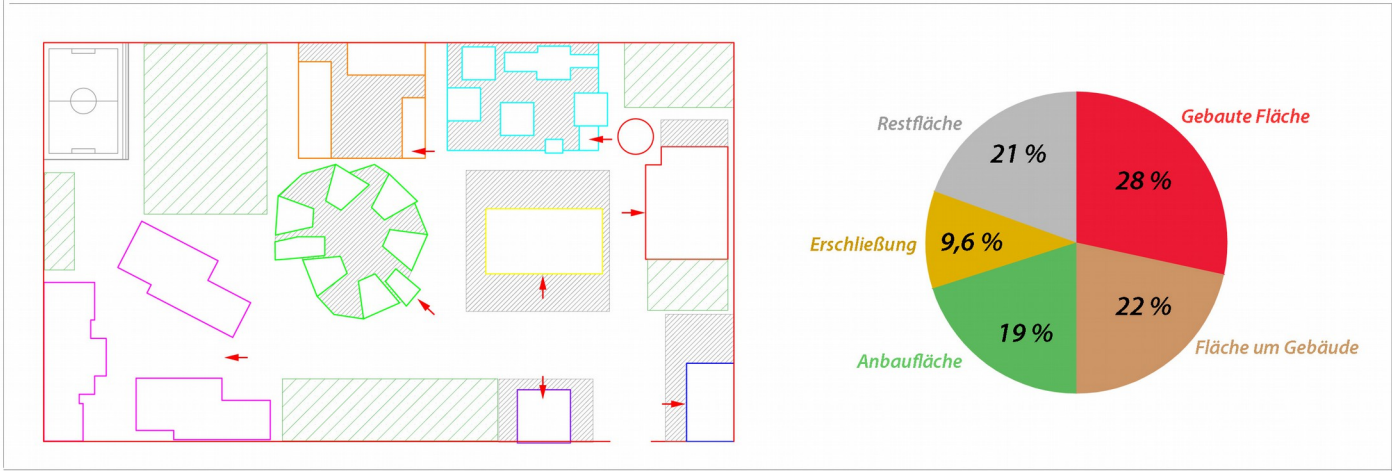 Restfläche
21 %
Gebaute Fläche
28 %
Erschließung
9,6 %
22 %
Fläche um Gebäude
19 %
Anbaufläche